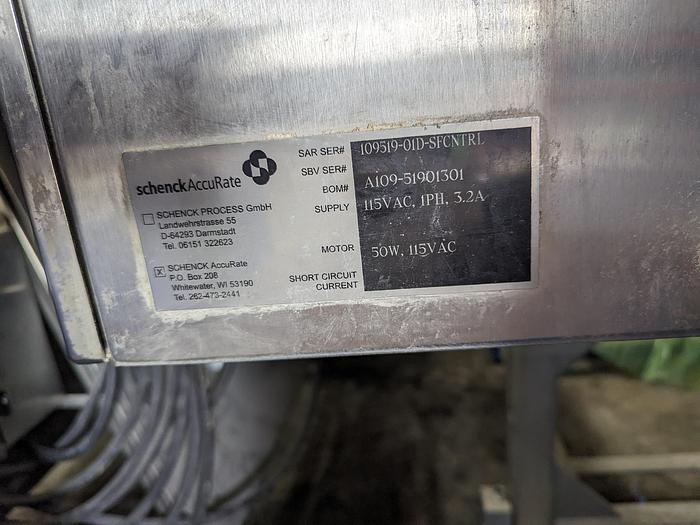 schenckAccuRate
SCHENCK PROCESS GmbH
Landwehrstrasse 55
D-64293 Darmstadt
Tel. 06151 322623
X SCHENCK AccuRate
P.O. Box 208
Whitewater, WI 53190
Tel. 262-473-2441
SAR SER# 109519-01D-SFCNTRL
SBV SER#
BOM# A109-51901301
SUPPLY 115VAC, 1PH, 3.2A
MOTOR 50W, 115VAC
SHORT CIRCUIT
CURRENT